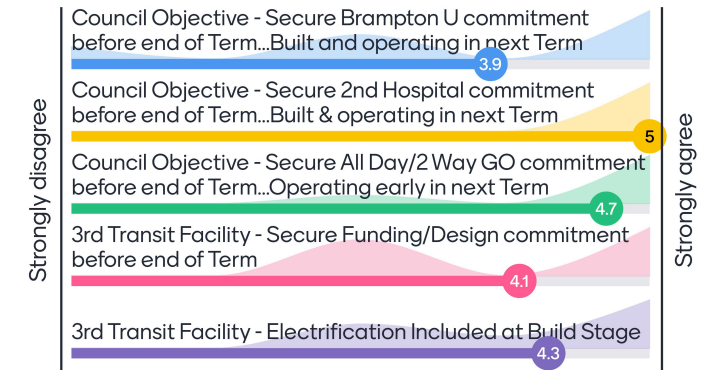 Council Objective - Secure Brampton U commitment
before end of Term...Built and operating in next Term
3.9
Council Objective - Secure 2nd Hospital commitment
before end of Term...Built & operating in next Term
5
Council Objective - Secure All Day/2 Way GO commitment
before end of Term...Operating early in next Term
4.7
3rd Transit Facility - Secure Funding/Design commitment
before end of Term
4.1
3rd Transit Facility - Electrification Included at Build Stage
4.3
Strongly disagree
Strongly agree